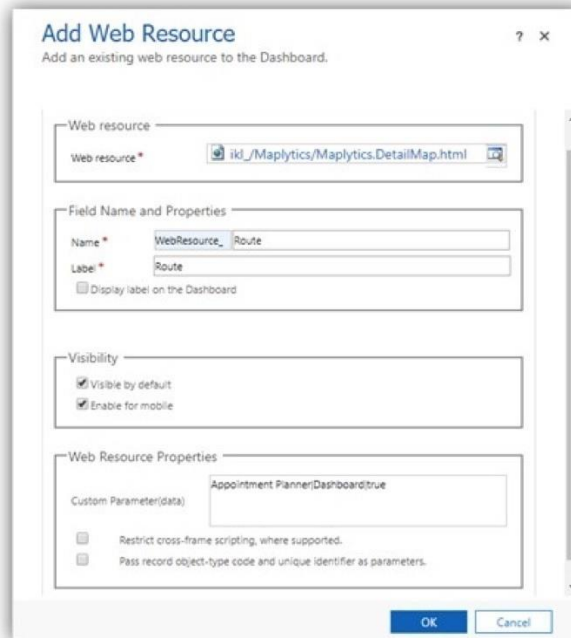 Add Web Resource
? ×
Add an existing web resource to the Dashboard.
Web resource
Web resource * ikl_/Maplytics/Maplytics.DetailMap.html
Field Name and Properties
Name * WebResource_ Route
Label * Route
Display label on the Dashboard
Visibility
Visible by default
Enable for mobile
Web Resource Properties
Appointment Planner|Dashboard|true
Custom Parameter(data)
Restrict cross-frame scripting, where supported.
Pass record object-type code and unique identifier as parameters.
OK Cancel